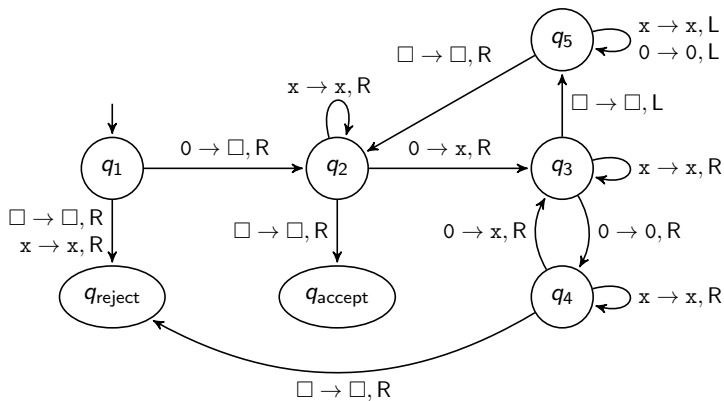 q5
x → x, L
0 → 0, L
□ → □, R
x → x, R
□ → □, L
q1
0 → □, R
q2
0 → x, R
q3
x → x, R
□ → □, R
x → x, R
□ → □, R
0 → x, R
0 → 0, R
qreject
qaccept
q4
x → x, R
□ → □, R